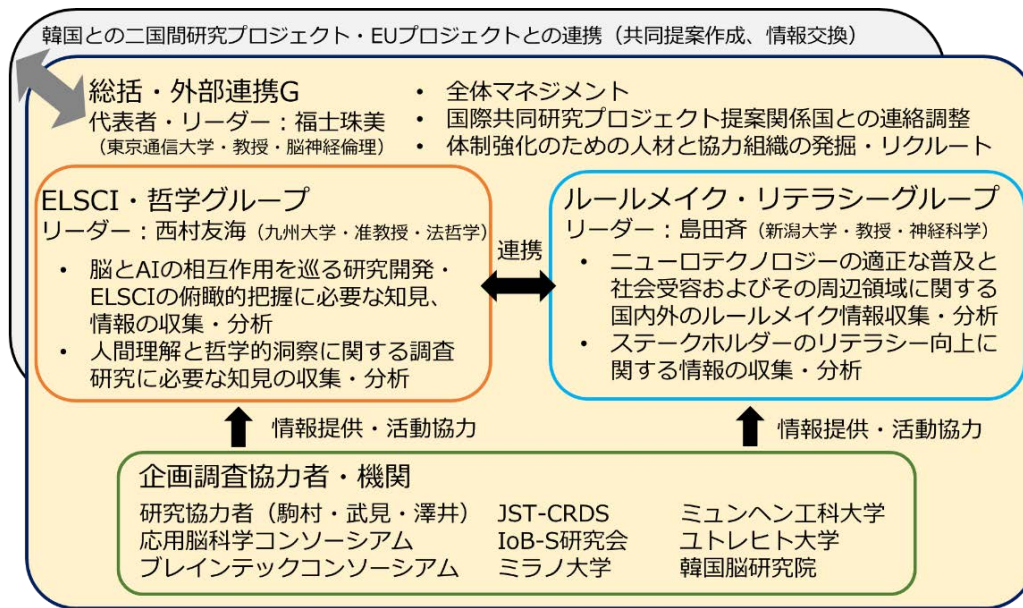 韓国との二国間研究プロジェクト・EUプロジェクトとの連携（共同提案作成、情報交換）
総括・外部連携G
代表者・リーダー：福士珠美
（東京通信大学・教授・脳神経倫理）
• 全体マネジメント
• 国際共同研究プロジェクト提案関係国との連絡調整
• 体制強化のための人材と協力組織の発掘・リクルート
ELSCI・哲学グループ
リーダー：西村友海（九州大学・准教授・法哲学）
• 脳とAIの相互作用を巡る研究開発・
ELSCIの俯瞰的把握に必要な知見、
情報の収集・分析
• 人間理解と哲学的洞察に関する調査
研究に必要な知見の収集・分析
連携
ルールメイク・リテラシーグループ
リーダー：島田斉（新潟大学・教授・神経科学）
• ニューロテクノロジーの適正な普及と
社会受容およびその周辺領域に関する
国内外のルールメイク情報収集・分析
• ステークホルダーのリテラシー向上に
関する情報の収集・分析
情報提供・活動協力
情報提供・活動協力
企画調査協力者・機関
研究協力者（駒村・武見・澤井）
応用脳科学コンソーシアム
ブレインテックコンソーシアム
JST-CRDS
IoB-S研究会
ミラノ大学
ミュンヘン工科大学
ユトレヒト大学
韓国脳研究院